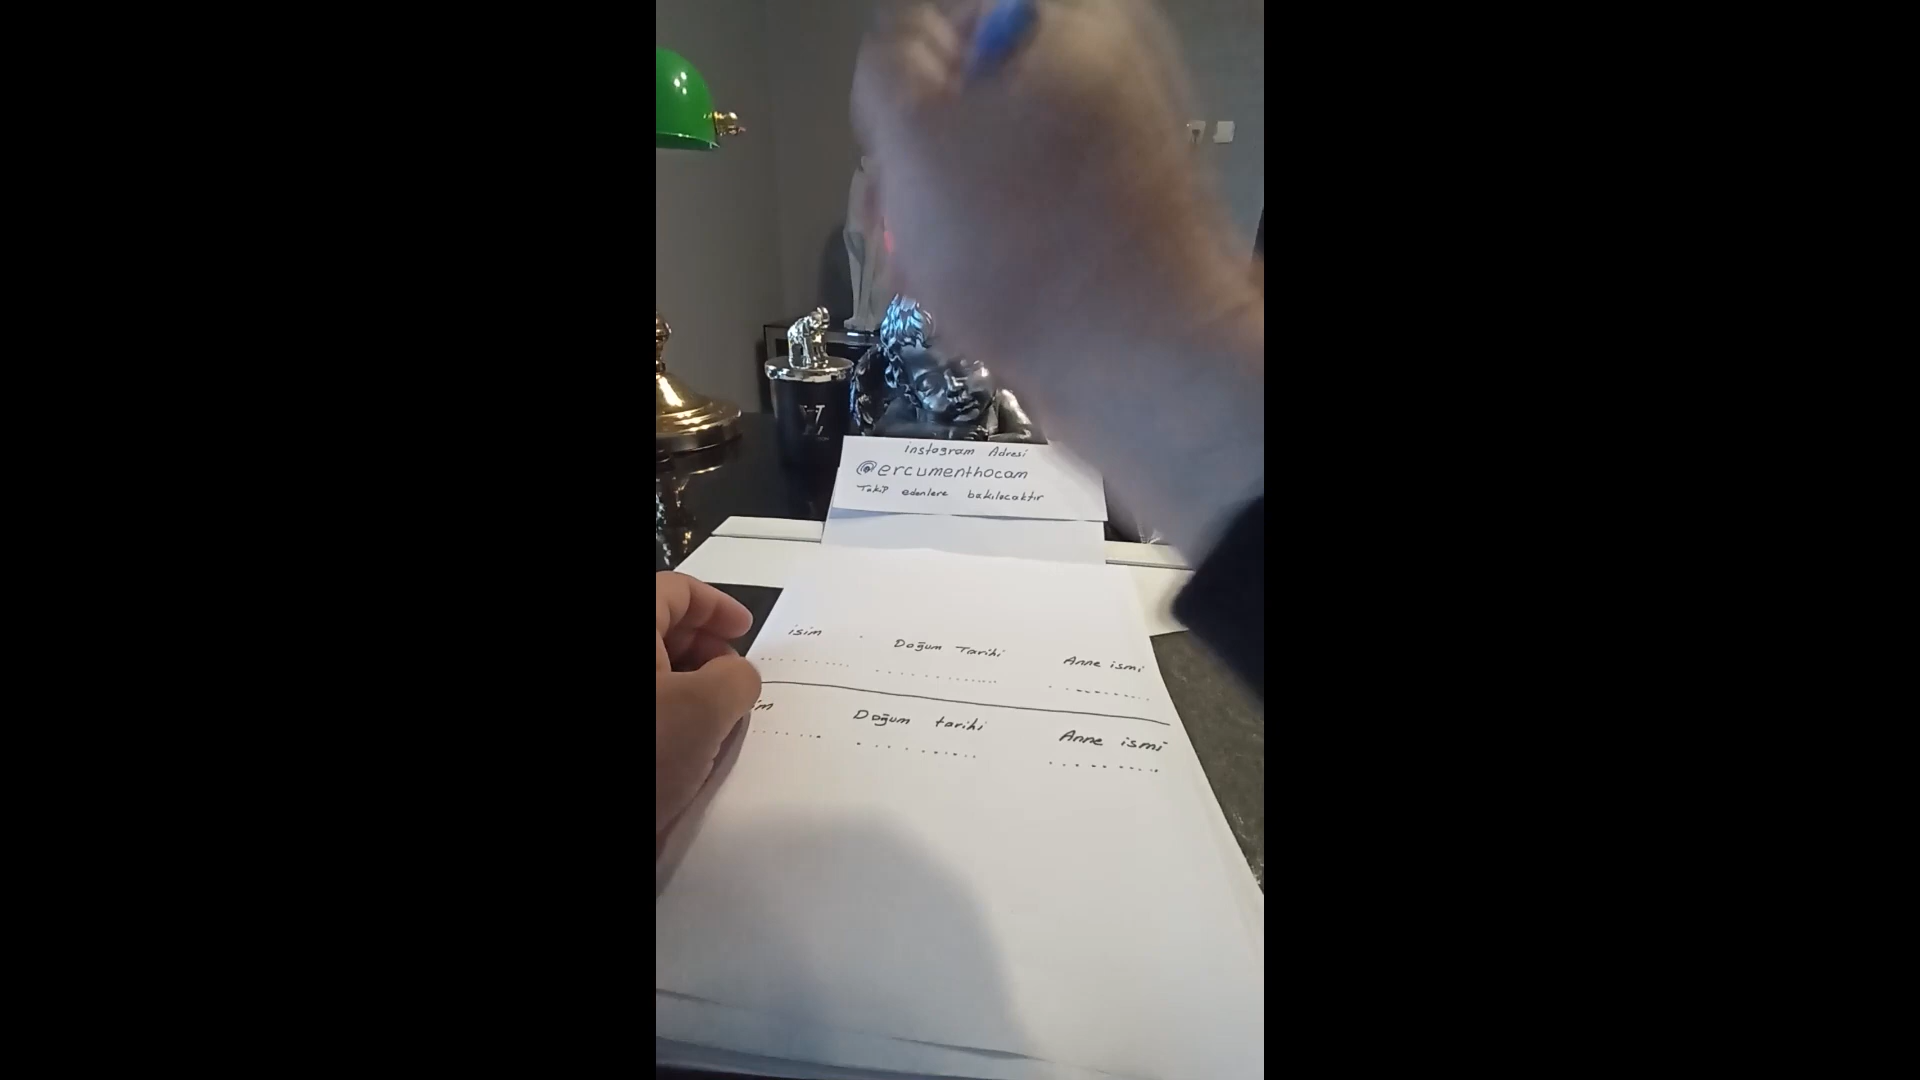 instagram Adresi
@ercumenthocam
Takip edenlere bakılacaktır
isim Doğum Tarihi Anne ismi
Doğum tarihi Anne ismi